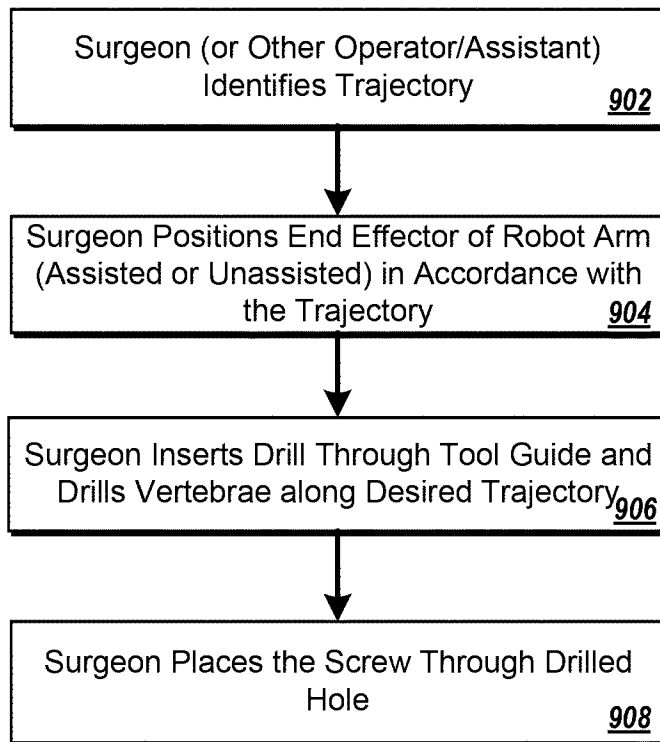 Surgeon (or Other Operator/Assistant)
Identifies Trajectory
902
Surgeon Positions End Effector of Robot Arm
(Assisted or Unassisted) in Accordance with
the Trajectory
904
Surgeon Inserts Drill Through Tool Guide and
Drills Vertebrae along Desired Trajectory
906
Surgeon Places the Screw Through Drilled
Hole
908